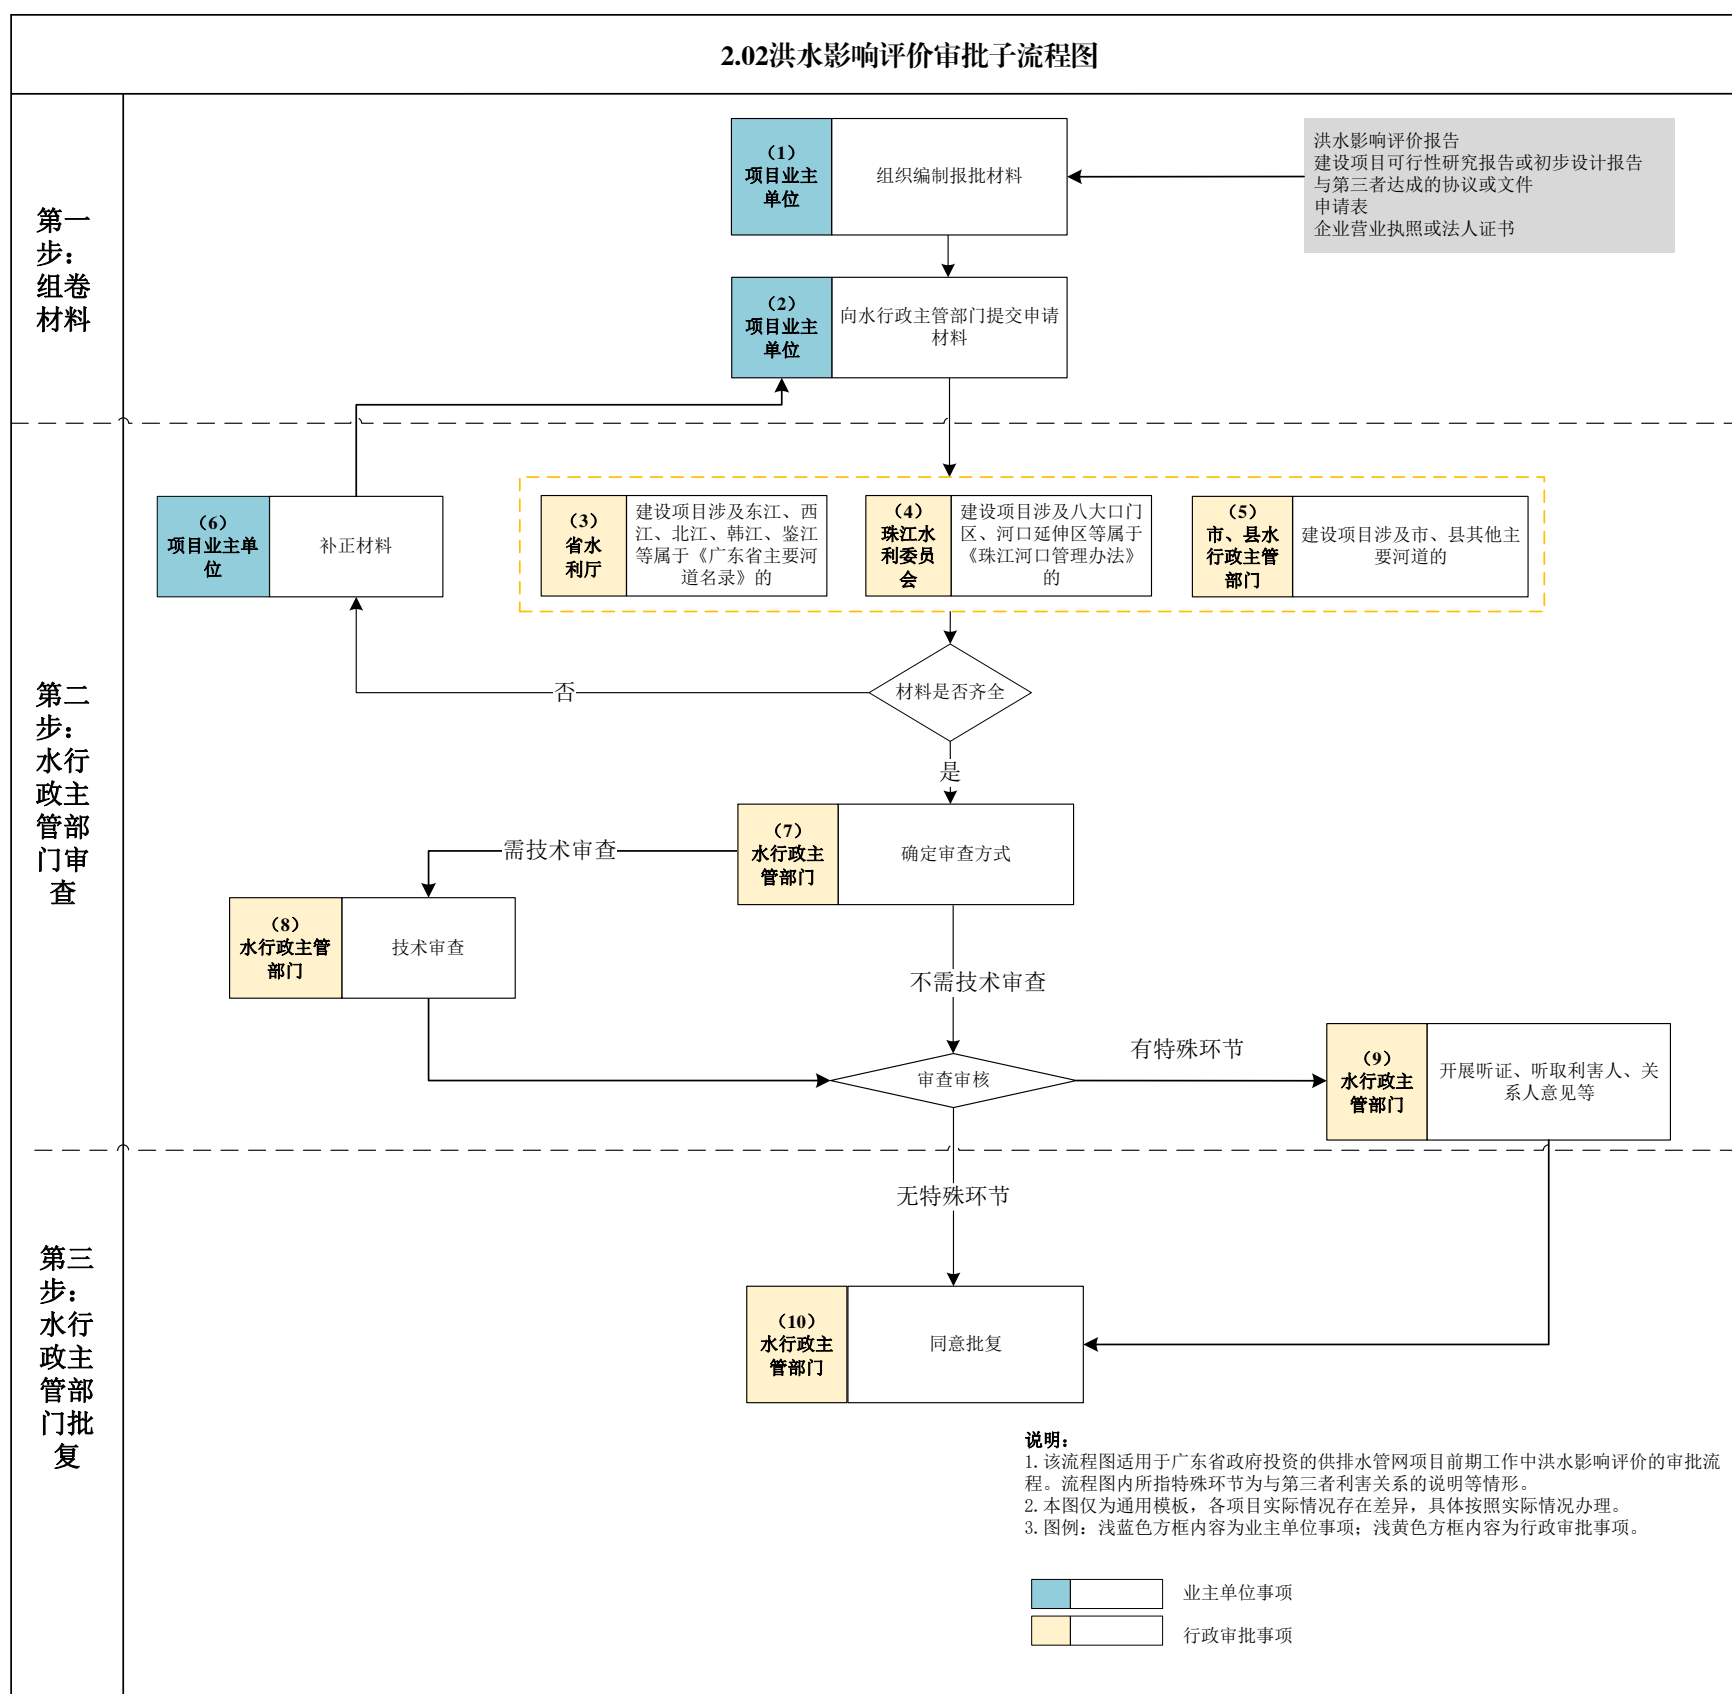 2.02洪水影响评价审批子流程图
第一
步：
组卷
材料
（1）
项目业主
单位
组织编制报批材料
洪水影响评价报告
建设项目可行性研究报告或初步设计报告
与第三者达成的协议或文件
申请表
企业营业执照或法人证书
（2）
项目业主
单位
向水行政主管部门提交申请
材料
第二
步：
水行
政主
管部
门审
查
（6）
项目业主单
位
补正材料
（3）
省水
利厅
建设项目涉及东江、西
江、北江、韩江、鉴江
等属于《广东省主要河
道名录》的
（4）
珠江水
利委员
会
建设项目涉及八大口门
区、河口延伸区等属于
《珠江河口管理办法》
的
（5）
市、县水
行政主管
部门
建设项目涉及市、县其他主
要河道的
材料是否齐全
否
是
（7）
水行政主
管部门
确定审查方式
需技术审查
（8）
水行政主管
部门
技术审查
不需技术审查
审查审核
有特殊环节
（9）
水行政主
管部门
开展听证、听取利害人、关
系人意见等
第三
步：
水行
政主
管部
门批
复
无特殊环节
（10）
水行政主
管部门
同意批复
说明：
1.该流程图适用于广东省政府投资的供排水管网项目前期工作中洪水影响评价的审批流
程。流程图内所指特殊环节为与第三者利害关系的说明等情形。
2.本图仅为通用模板，各项目实际情况存在差异，具体按照实际情况办理。
3.图例：浅蓝色方框内容为业主单位事项；浅黄色方框内容为行政审批事项。
业主单位事项
行政审批事项